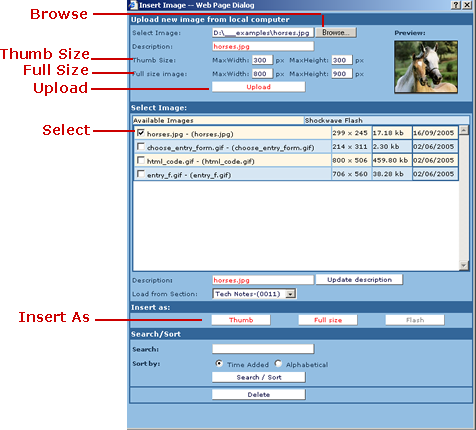 Insert Image -- Web Page Dialog
Browse
Upload new image from local computer
Select Image: D:\___examples\horses.jpg Browse... Preview:
Description: horses.jpg
Thumb Size
Thumb Size: MaxWidth: 300 px MaxHeight: 300 px
Full Size
Full size image: MaxWidth: 800 px MaxHeight: 900 px
Upload
Upload
Select Image:
Available Images Shockwave Flash
Select
horses.jpg - (horses.jpg) 299 x 245 17.18 kb 16/09/2005
choose_entry_form.gif - (choose_entry_form.gif) 214 x 311 2.30 kb 02/06/2005
html_code.gif - (html_code.gif) 800 x 506 459.80 kb 02/06/2005
entry_f.gif - (entry_f.gif) 706 x 560 38.28 kb 02/06/2005
Descriptions horses.jpg Update description
Load from Section: Tech Notes-(0011)
Insert as:
Insert As
Thumb Full size Flash
Search/Sort
Search:
Sort by: Time Added Alphabetical
Search / Sort
Delete